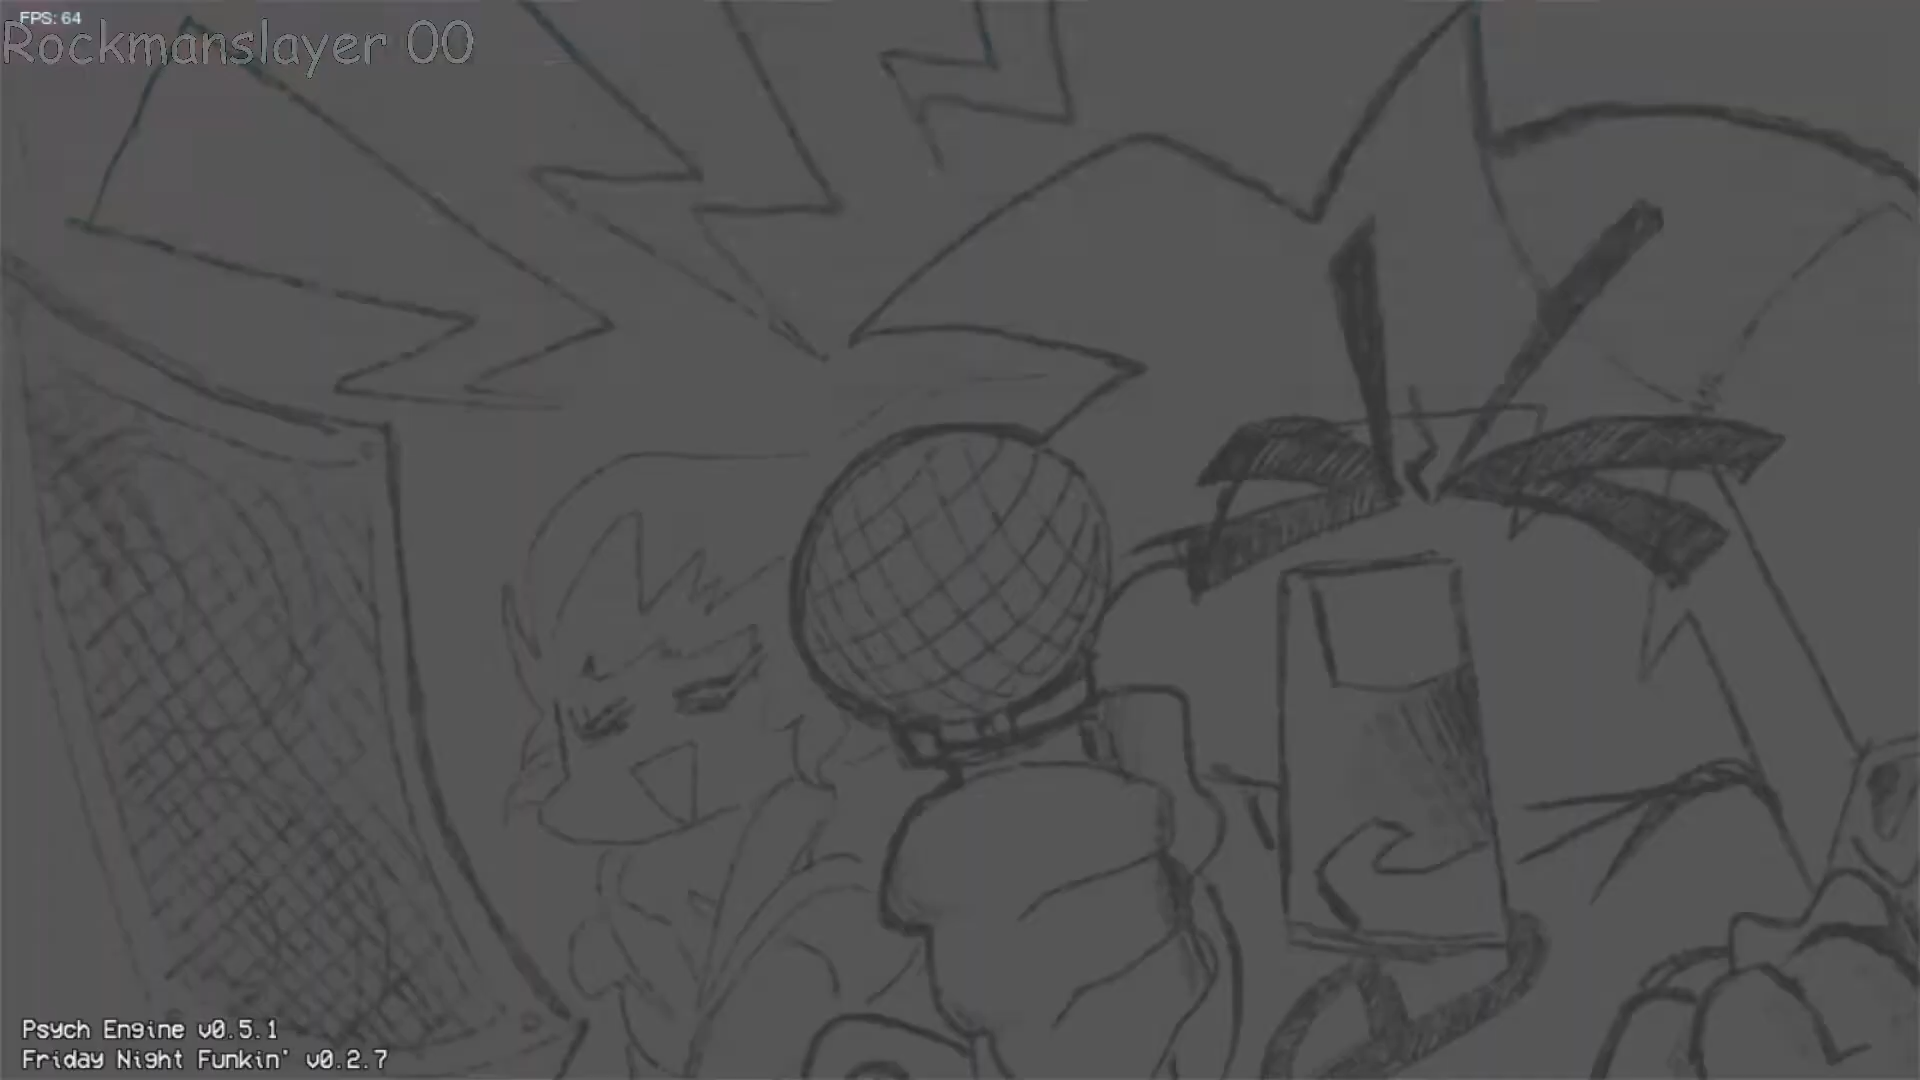 FPS: 64
Rockmanslayer 00
Psych Engine v0.5.1
Friday Night Funkin' v0.2.7